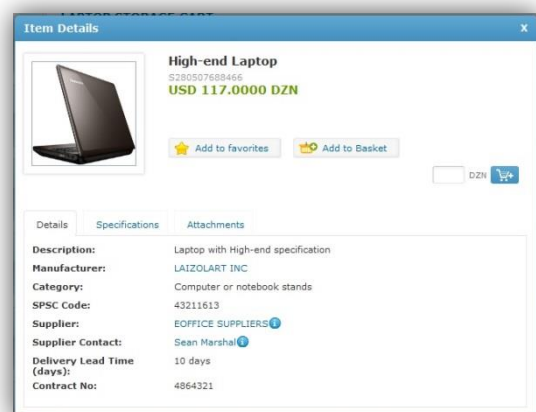 Item Details
X
High-end Laptop
S280507688466
USD 117.0000 DZN
Add to favorites
Add to Basket
DZN
Details
Specifications
Attachments
Description: Laptop with High-end specification
Manufacturer: LAIZOLART INC
Category: Computer or notebook stands
SPSC Code: 43211613
Supplier: EOFFICE SUPPLIERS
Supplier Contact: Sean Marshal
Delivery Lead Time 10 days
(days):
Contract No: 4864321